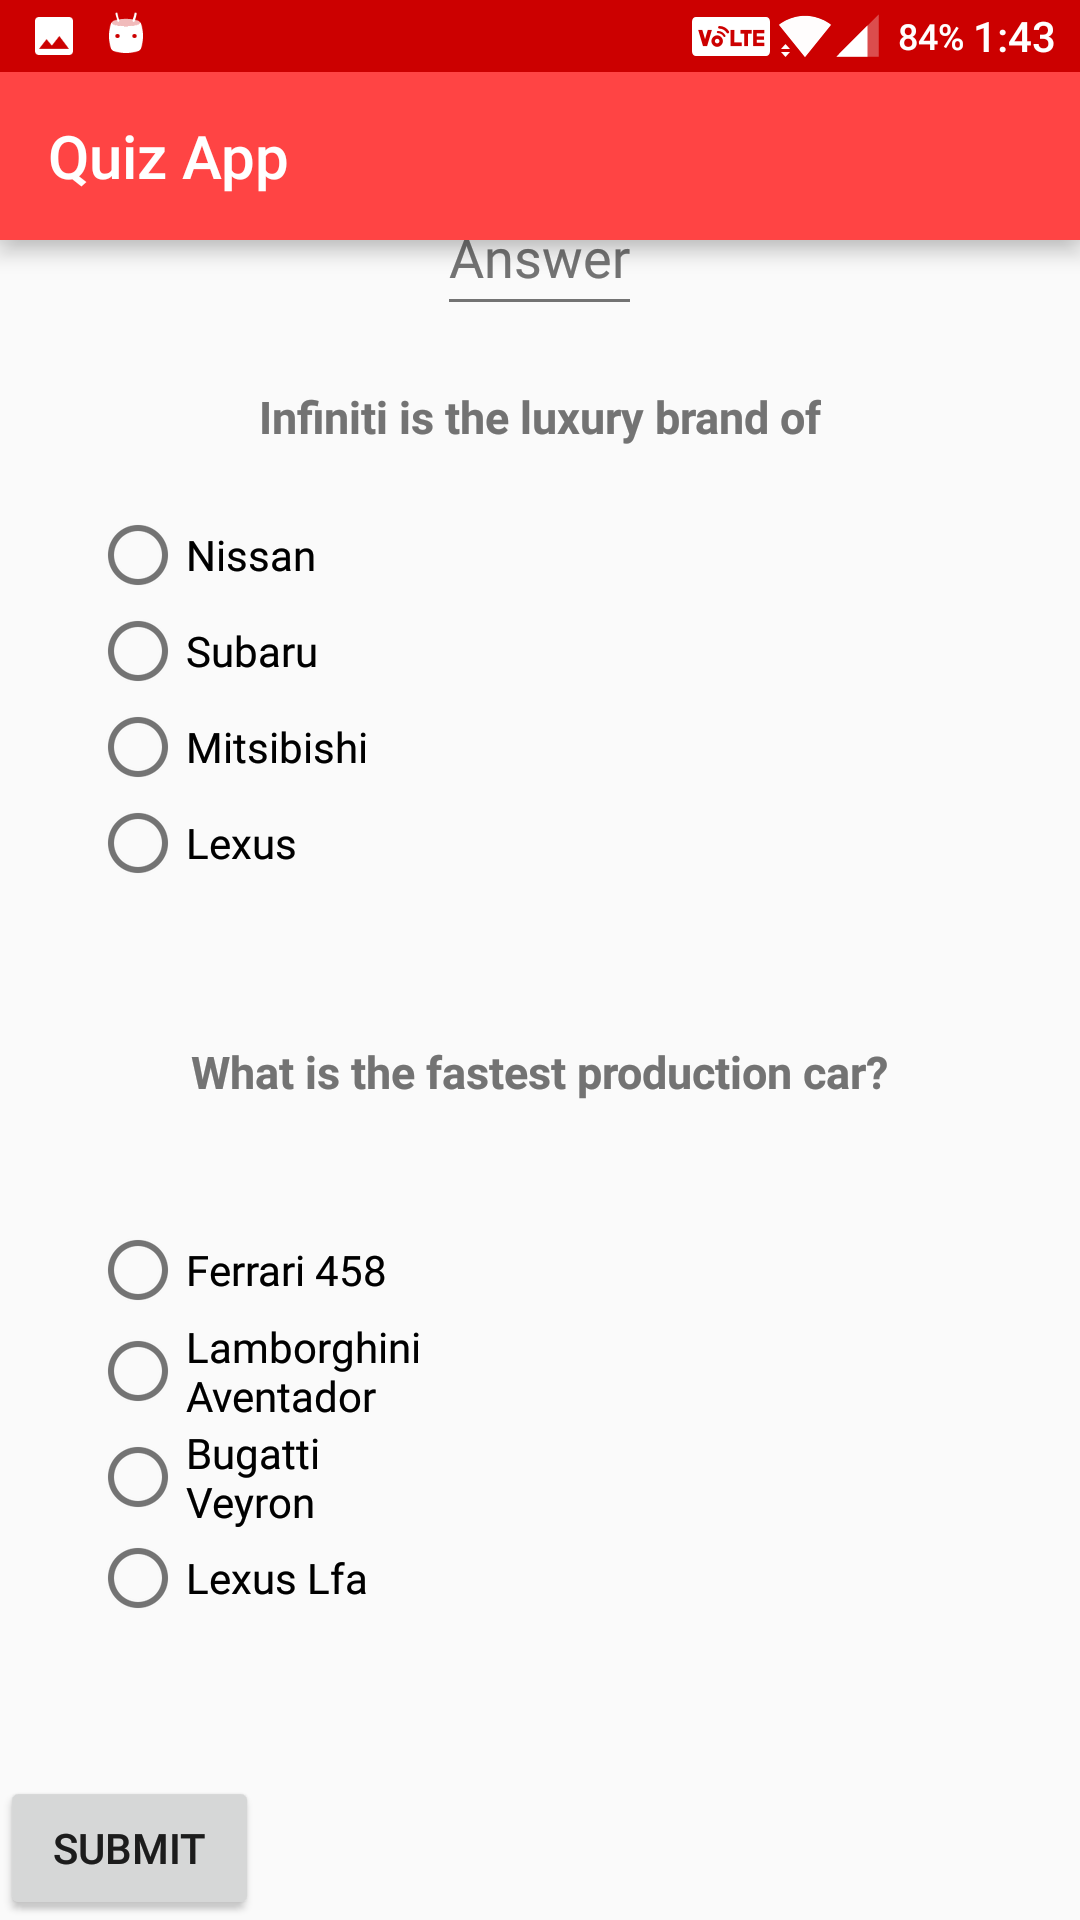 VoLTE 84% 1:43
Quiz App
Answer
Infiniti is the luxury brand of
Nissan
Subaru
Mitsibishi
Lexus
What is the fastest production car?
Ferrari 458
Lamborghini
Aventador
Bugatti
Veyron
Lexus Lfa
SUBMIT